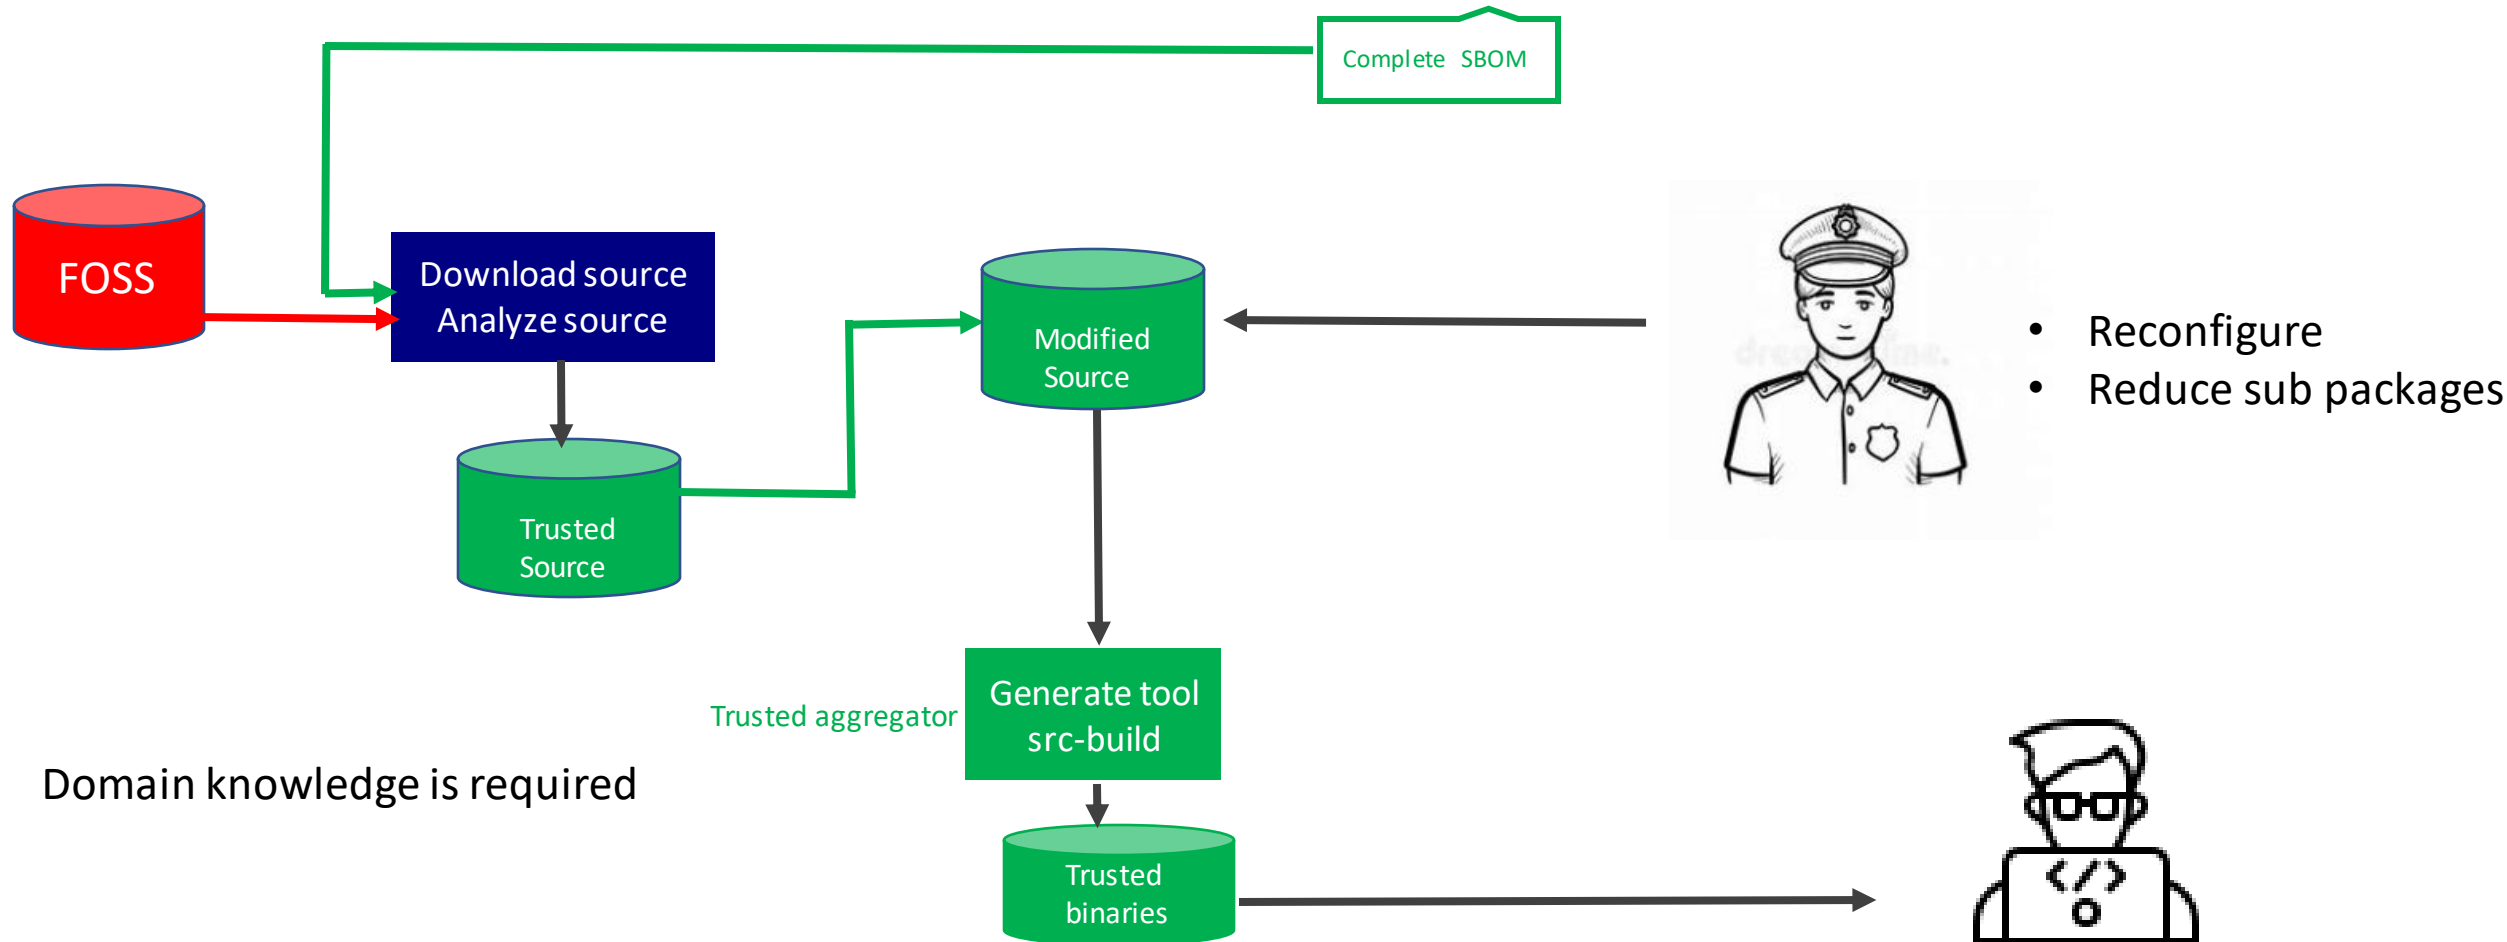 Complete SBOM
FOSS
Download source
Analyze source
Modified
Source
• Reconfigure
• Reduce sub packages
Trusted
Source
Generate tool
src-build
Trusted aggregator
Domain knowledge is required
Trusted
binaries
</>